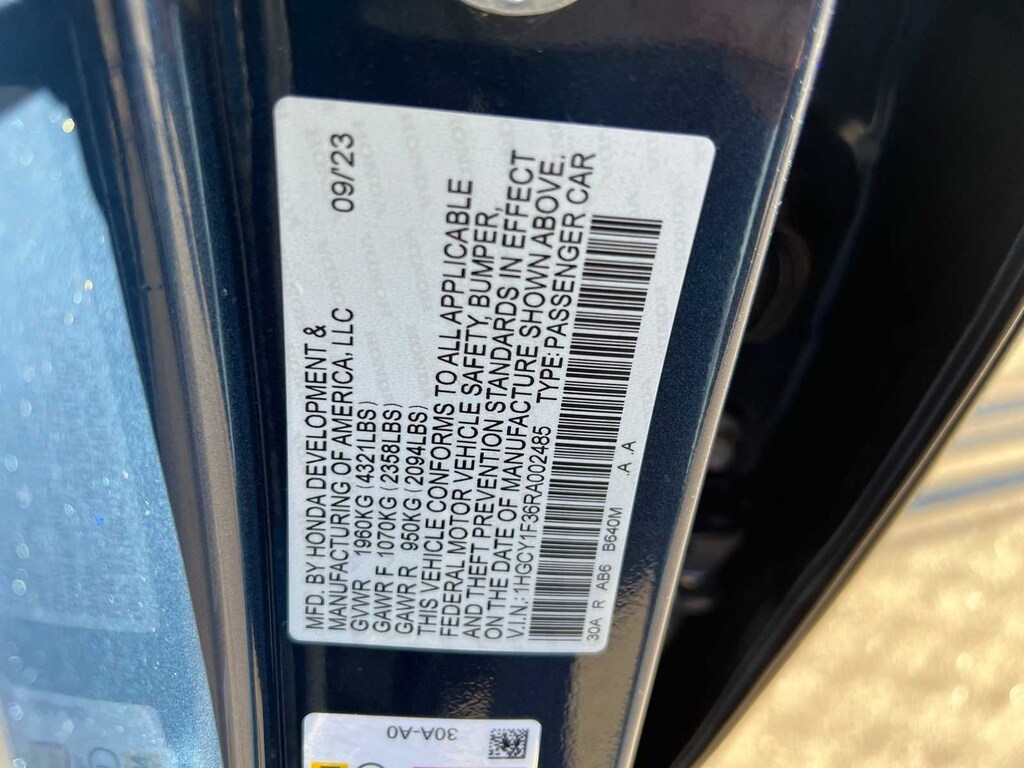 MFD. BY HONDA DEVELOPMENT &
MANUFACTURING OF AMERICA, LLC 09/'23
GVWR 1960KG (4321LBS)
GAWR F 1070KG (2358LBS)
GAWR R 950KG (2094LBS)
THIS VEHICLE CONFORMS TO ALL APPLICABLE
FEDERAL MOTOR VEHICLE SAFETY, BUMPER,
AND THEFT PREVENTION STANDARDS IN EFFECT
ON THE DATE OF MANUFACTURE SHOWN ABOVE.
V.I.N.: 1HGCY1F36RA002485 TYPE: PASSENGER CAR
30A R AB6 B640M .A .A
30A-A0